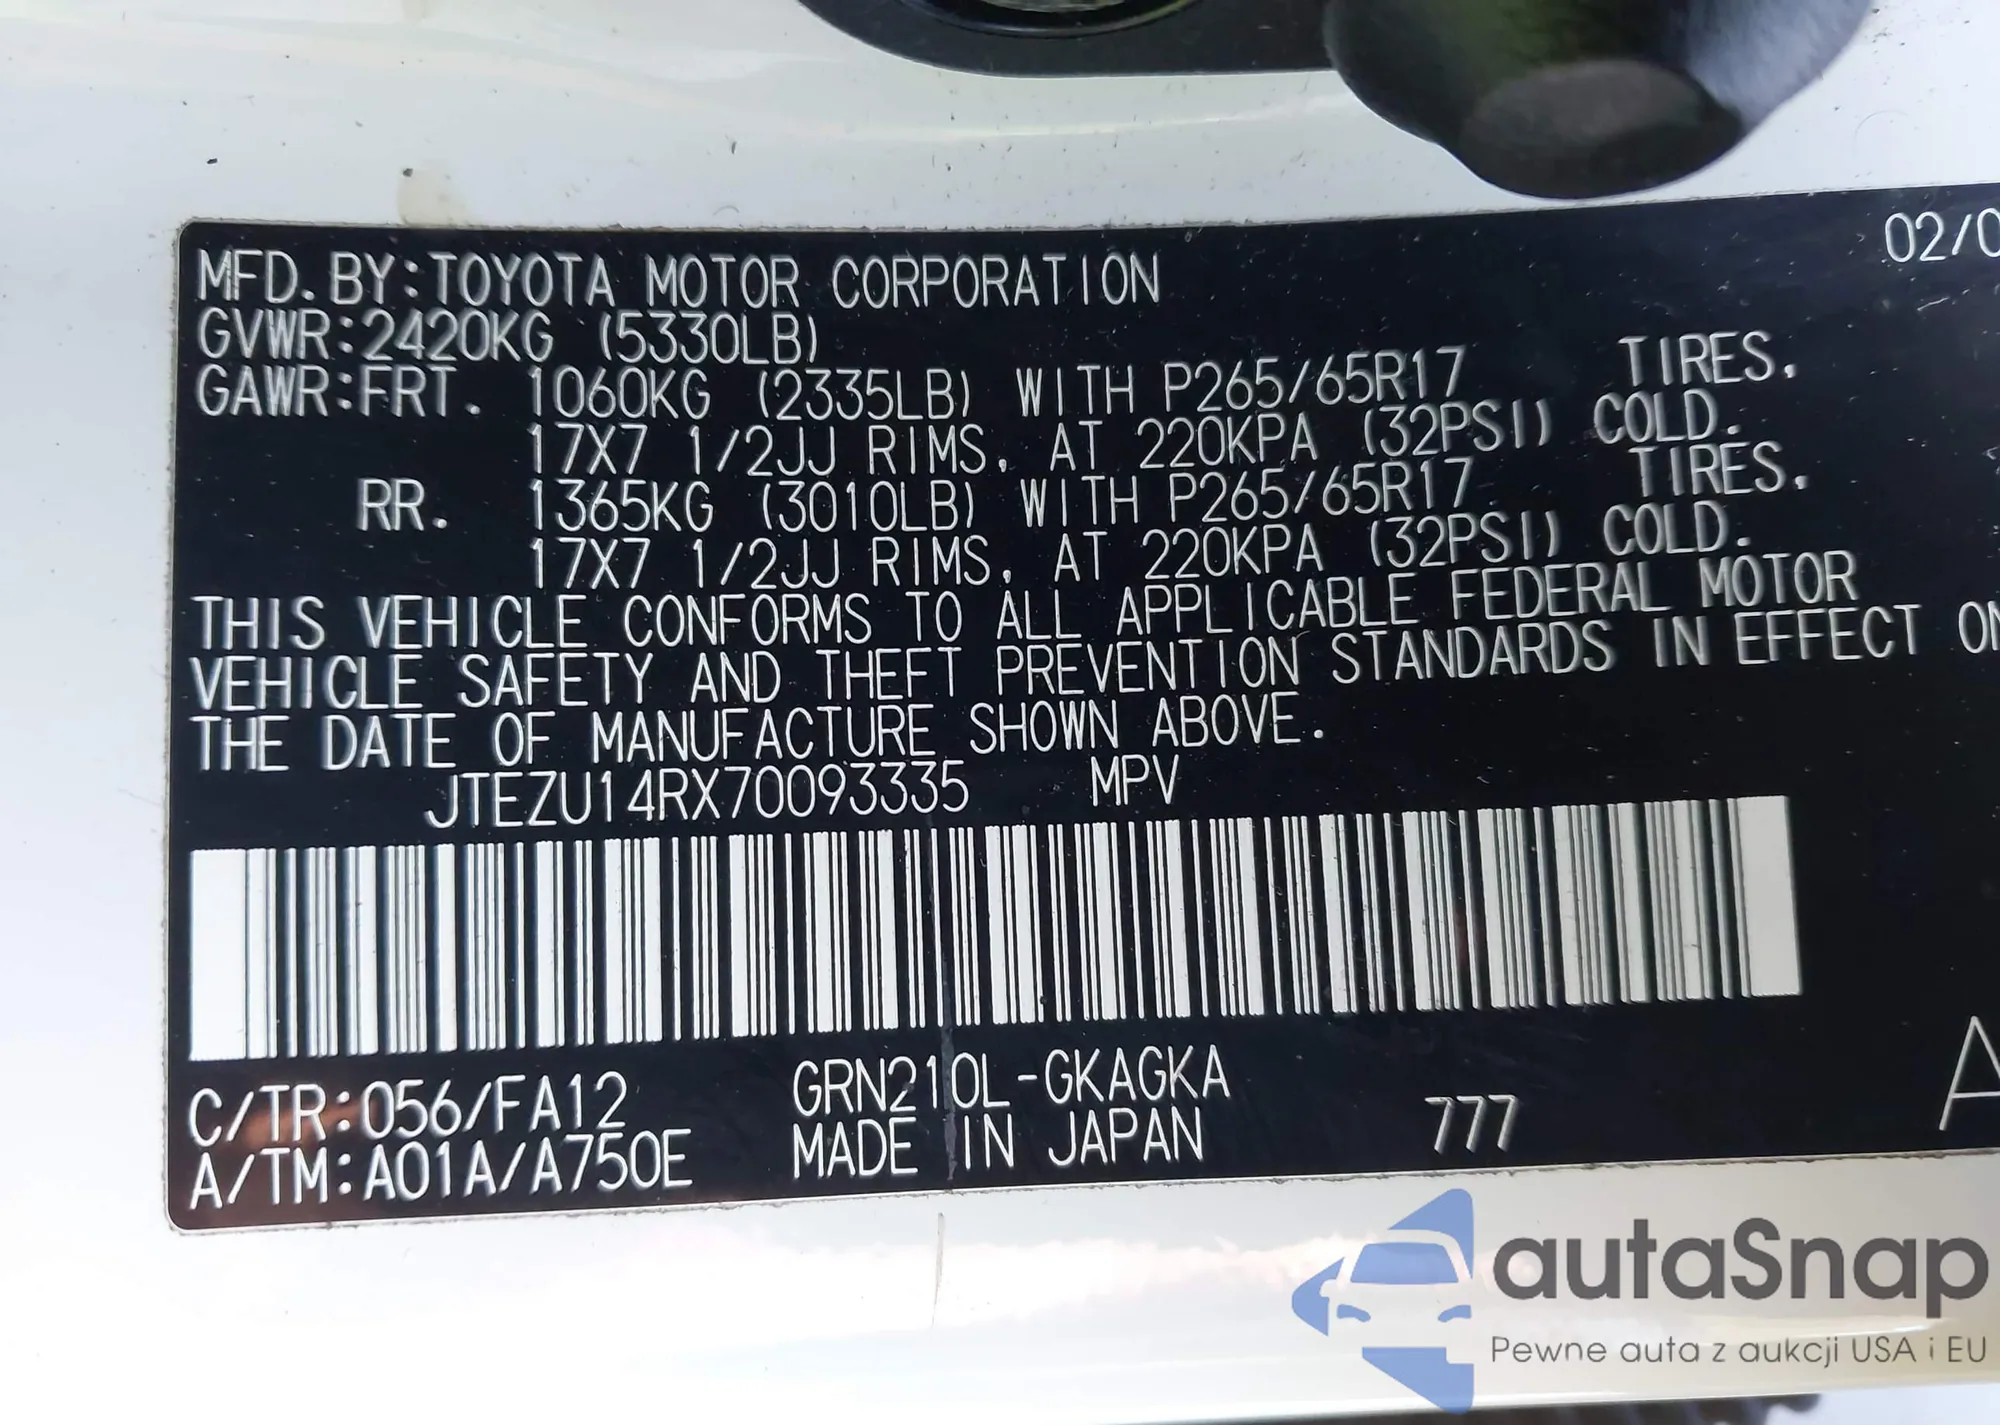 02/0
MFD. BY:TOYOTA MOTOR CORPORATION
GVWR:2420KG (5330LB)
GAWR:FRT. 1060KG (2335LB) WITH P265/65R17 TIRES.
17X7 1/2JJ RIMS, AT 220KPA (32PSI) COLD.
RR. 1365KG (3010LB) WITH P265/65R17 TIRES.
17X7 1/2JJ RIMS, AT 220KPA (32PSI) COLD.
THIS VEHICLE CONFORMS TO ALL APPLICABLE FEDERAL MOTOR
VEHICLE SAFETY AND THEFT PREVENTION STANDARDS IN EFFECT ON
THE DATE OF MANUFACTURE SHOWN ABOVE.
JTEZU14RX70093335 MPV
C/TR:056/FA12 GRN210L-GKAGKA
A/TM:A01A/A750E MADE IN JAPAN 777
A
autaSnap
Pewne auta z aukcji USA i EU